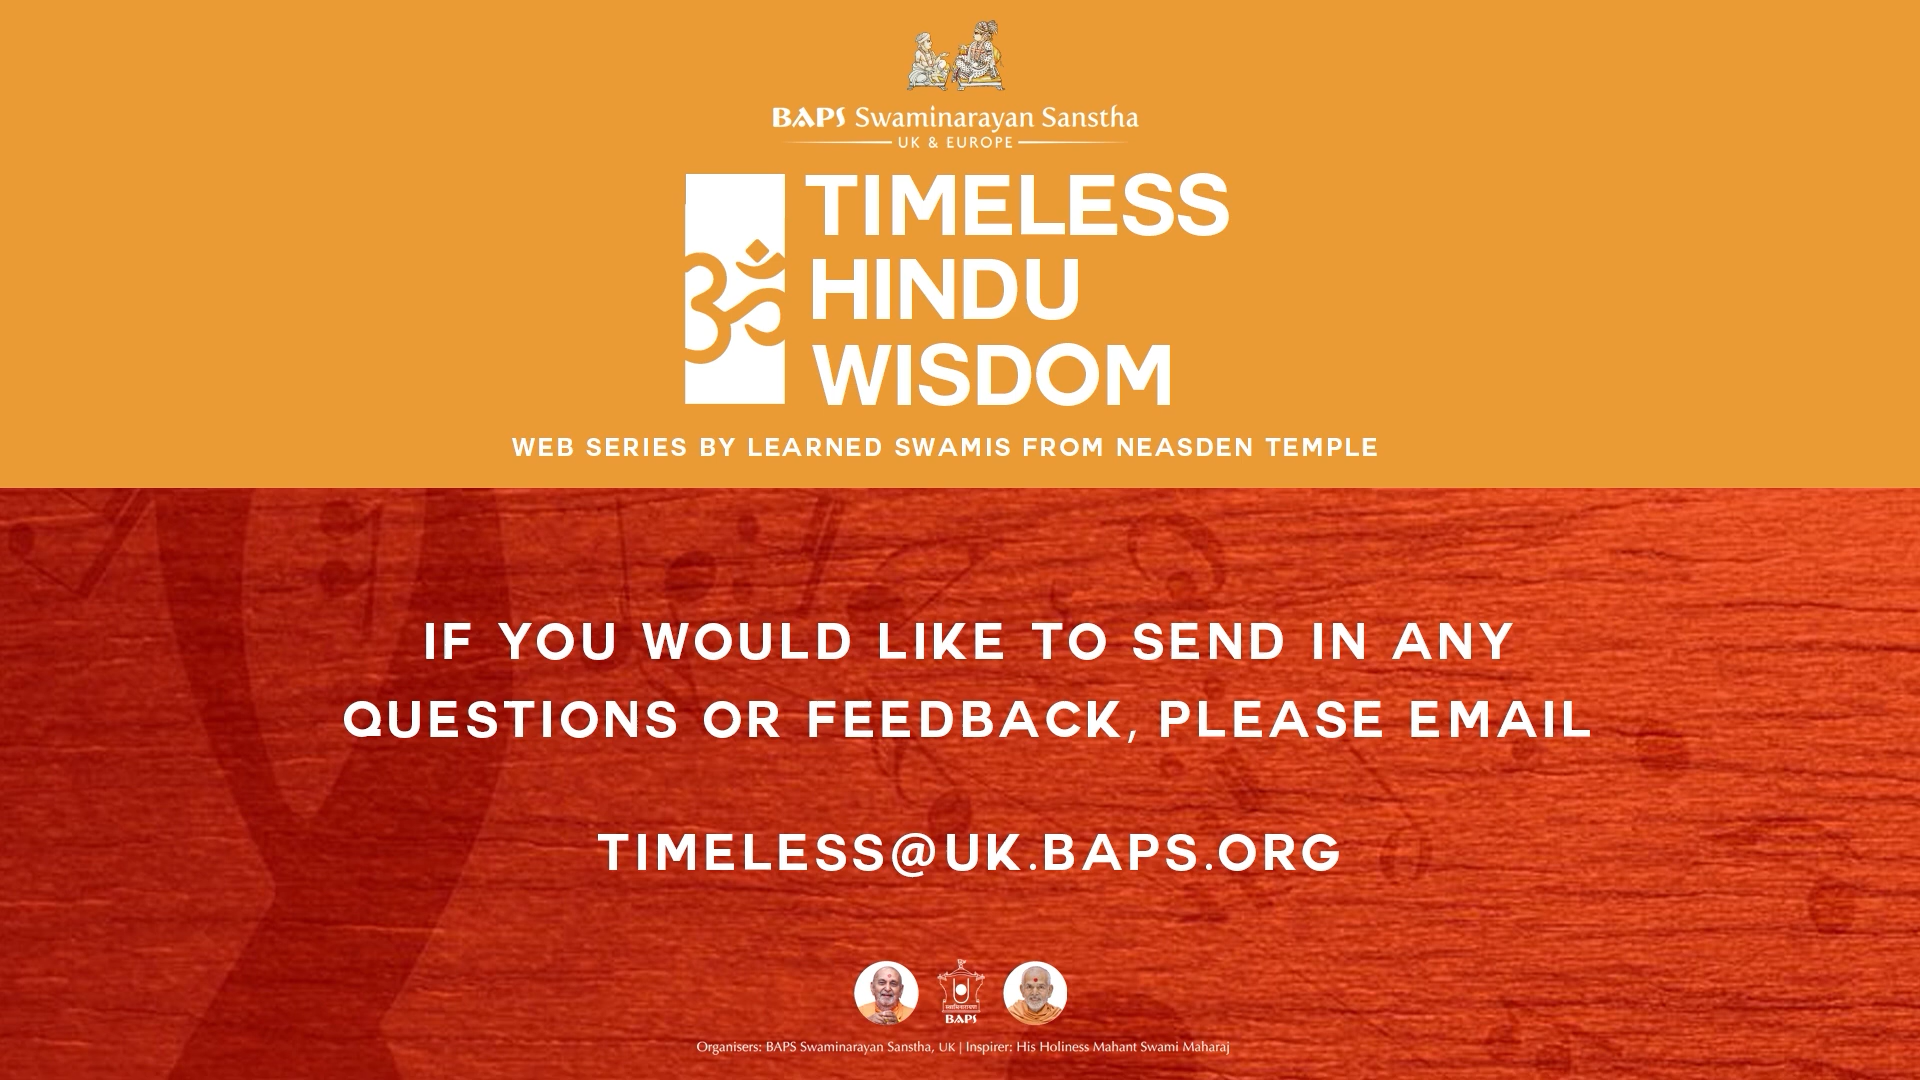 BAPS Swaminarayan Sanstha
UK & EUROPE
TIMELESS
HINDU
WISDOM
WEB SERIES BY LEARNED SWAMIS FROM NEASDEN TEMPLE
IF YOU WOULD LIKE TO SEND IN ANY
QUESTIONS OR FEEDBACK, PLEASE EMAIL
TIMELESS@UK.BAPS.ORG
BAPS
Organisers: BAPS Swaminarayan Sanstha, UK | Inspirer: His Holiness Mahant Swami Maharaj